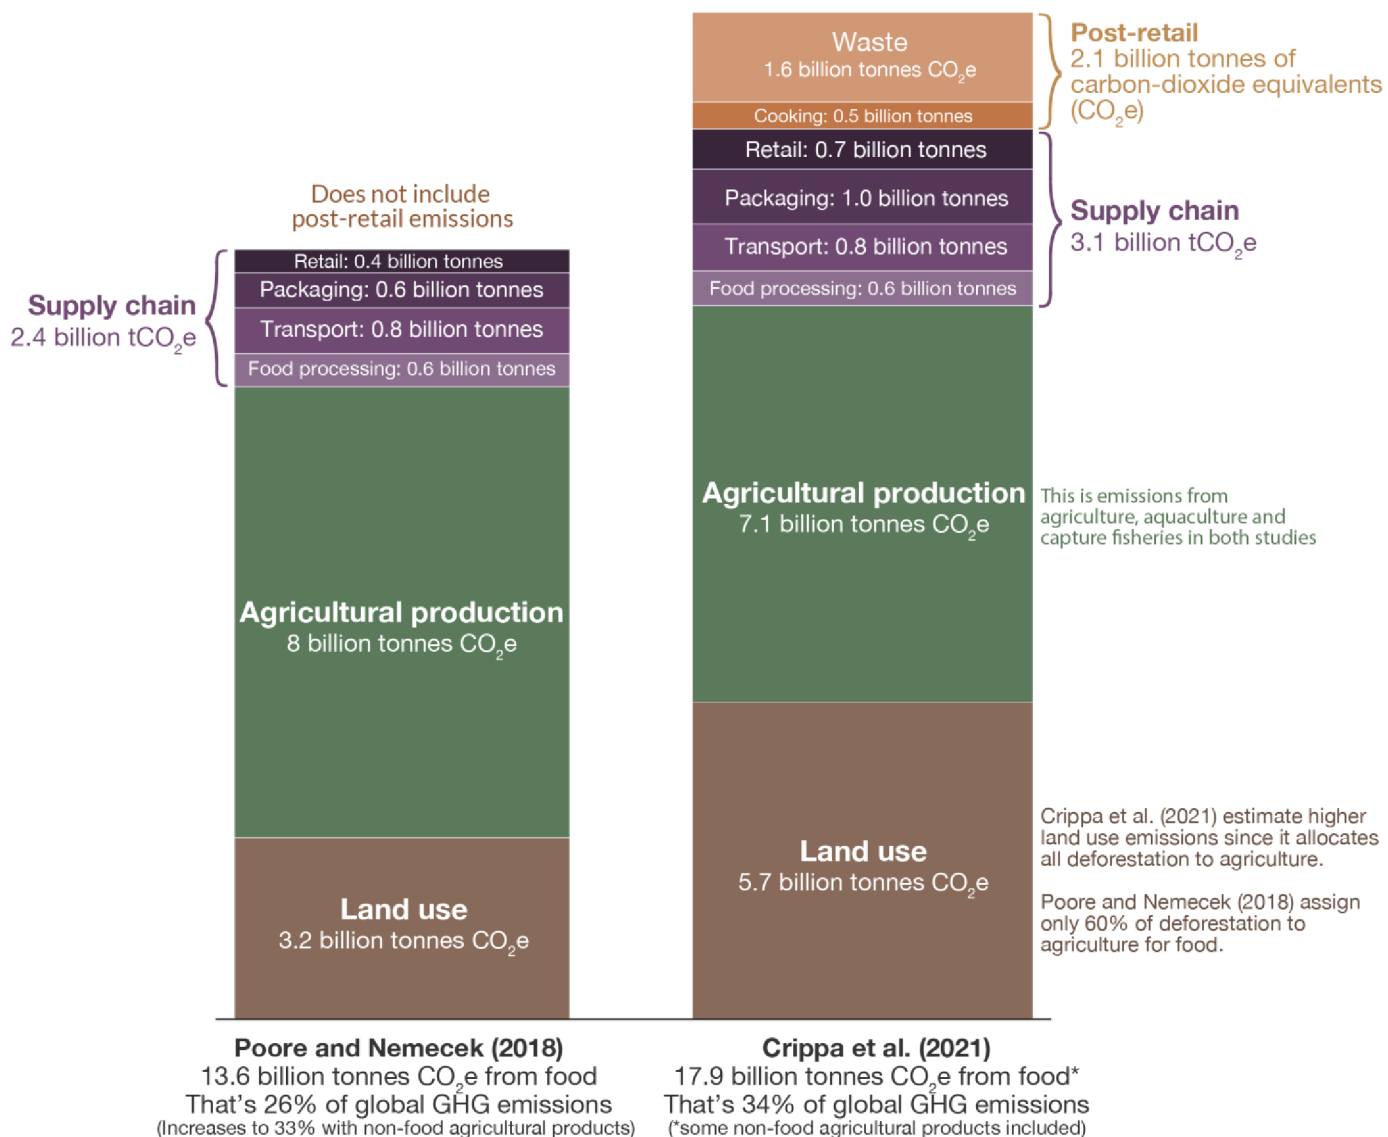 Does not include
post-retail emissions
Supply chain
2.4 billion tCO₂e
Retail: 0.4 billion tonnes
Packaging: 0.6 billion tonnes
Transport: 0.8 billion tonnes
Food processing: 0.6 billion tonnes
Agricultural production
8 billion tonnes CO₂e
Land use
3.2 billion tonnes CO₂e
Poore and Nemecek (2018)
13.6 billion tonnes CO₂e from food
That's 26% of global GHG emissions
(Increases to 33% with non-food agricultural products)
Waste
1.6 billion tonnes CO₂e
Cooking: 0.5 billion tonnes
Retail: 0.7 billion tonnes
Packaging: 1.0 billion tonnes
Transport: 0.8 billion tonnes
Food processing: 0.6 billion tonnes
Agricultural production
7.1 billion tonnes CO₂e
Land use
5.7 billion tonnes CO₂e
Crippa et al. (2021)
17.9 billion tonnes CO₂e from food*
That's 34% of global GHG emissions
(*some non-food agricultural products included)
Post-retail
2.1 billion tonnes of
carbon-dioxide equivalents
(CO₂e)
Supply chain
3.1 billion tCO₂e
This is emissions from
agriculture, aquaculture and
capture fisheries in both studies
Crippa et al. (2021) estimate higher
land use emissions since it allocates
all deforestation to agriculture.
Poore and Nemecek (2018) assign
only 60% of deforestation to
agriculture for food.